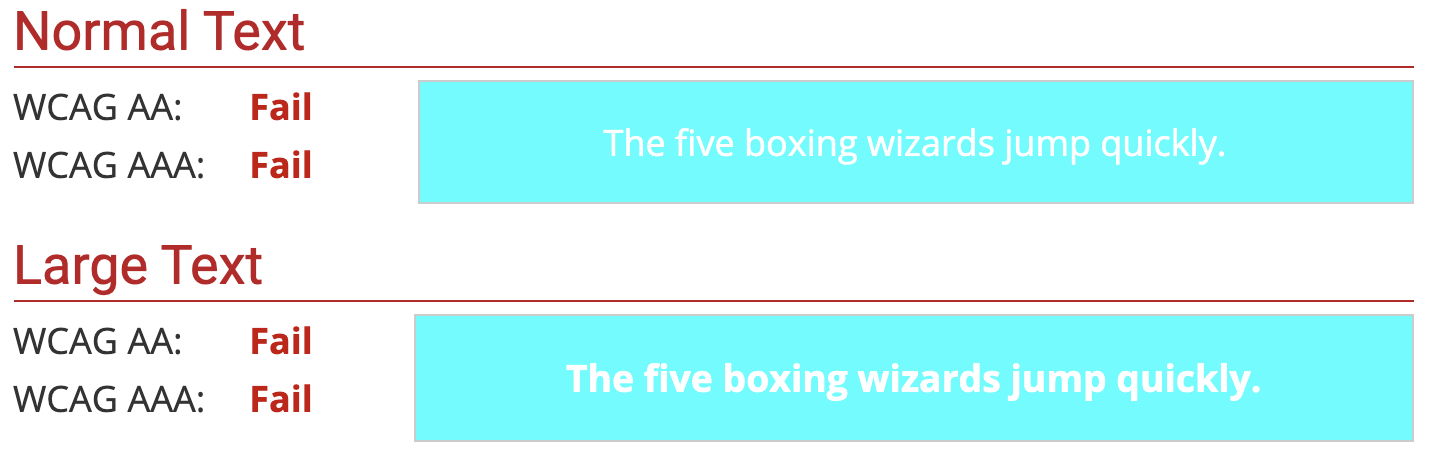 Normal Text
WCAG AA: Fail
The five boxing wizards jump quickly.
WCAG AAA: Fail
Large Text
WCAG AA: Fail
The five boxing wizards jump quickly.
WCAG AAA: Fail